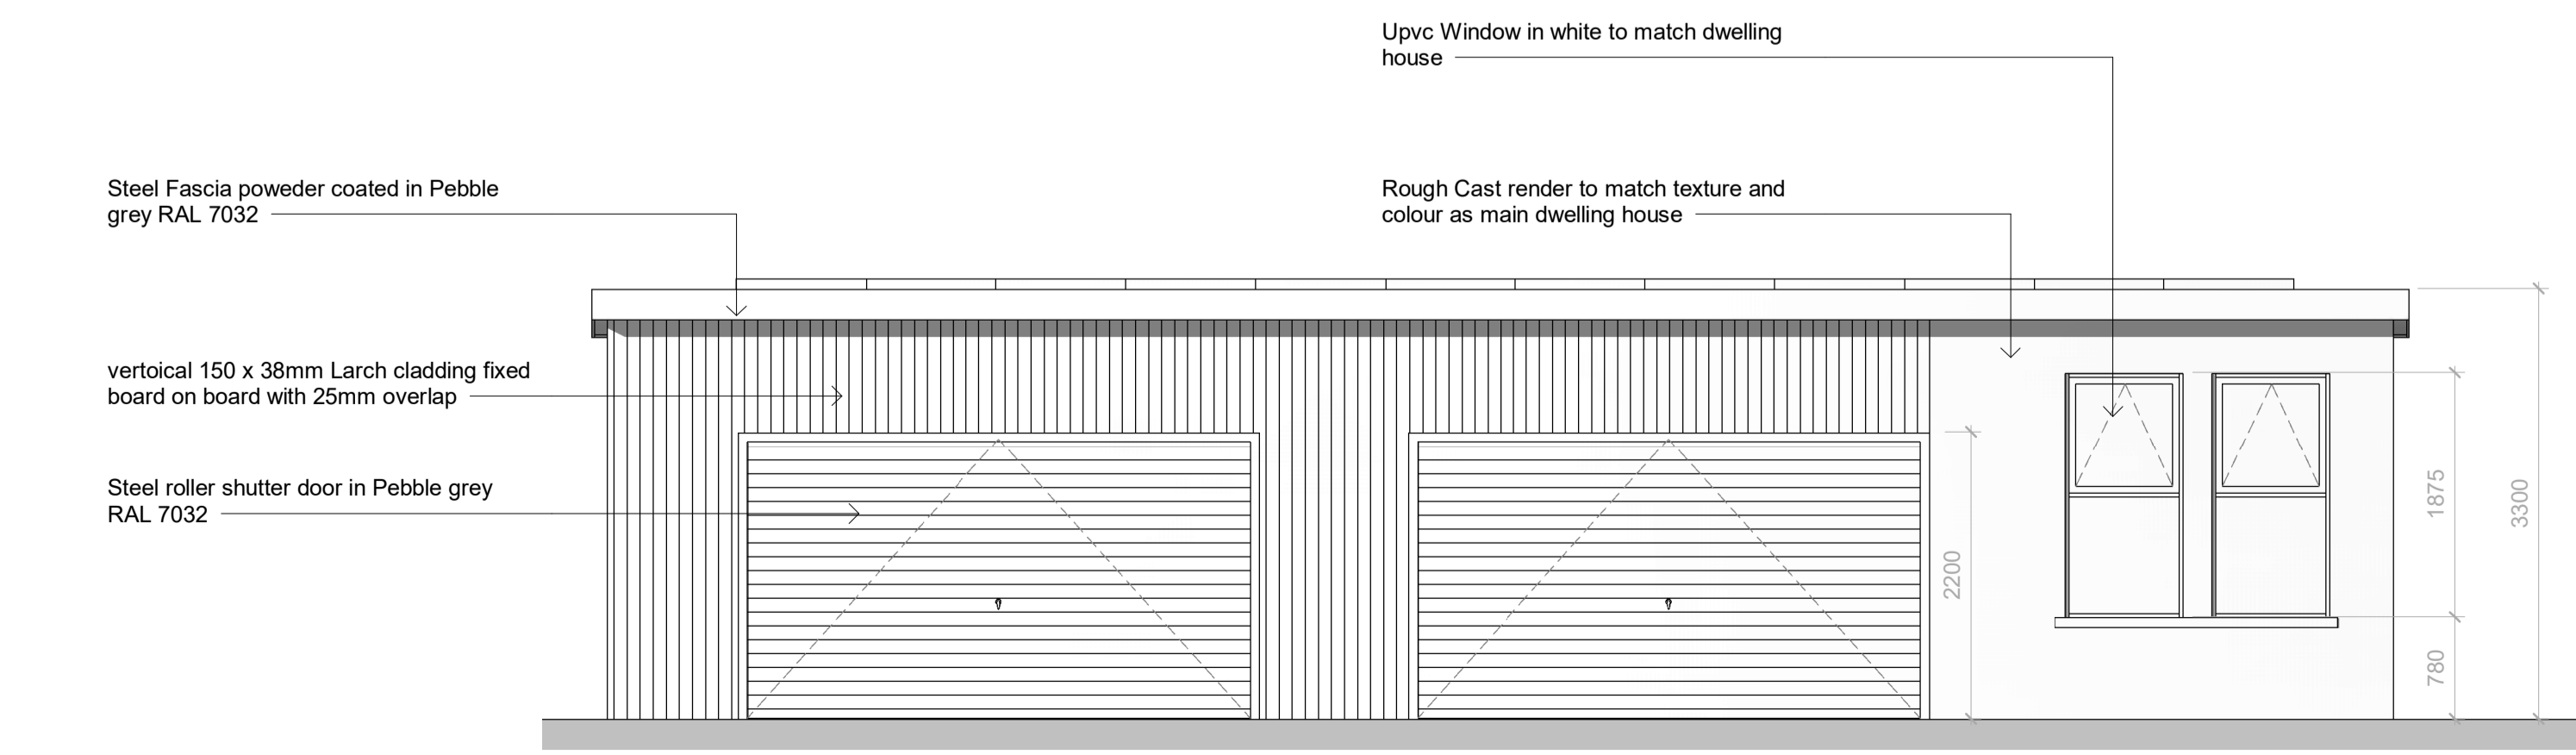 Upvc Window in white to match dwelling
house
Steel Fascia poweder coated in Pebble
grey RAL 7032
Rough Cast render to match texture and
colour as main dwelling house
vertoical 150 x 38mm Larch cladding fixed
board on board with 25mm overlap
Steel roller shutter door in Pebble grey
RAL 7032
2200
1875
780
3300